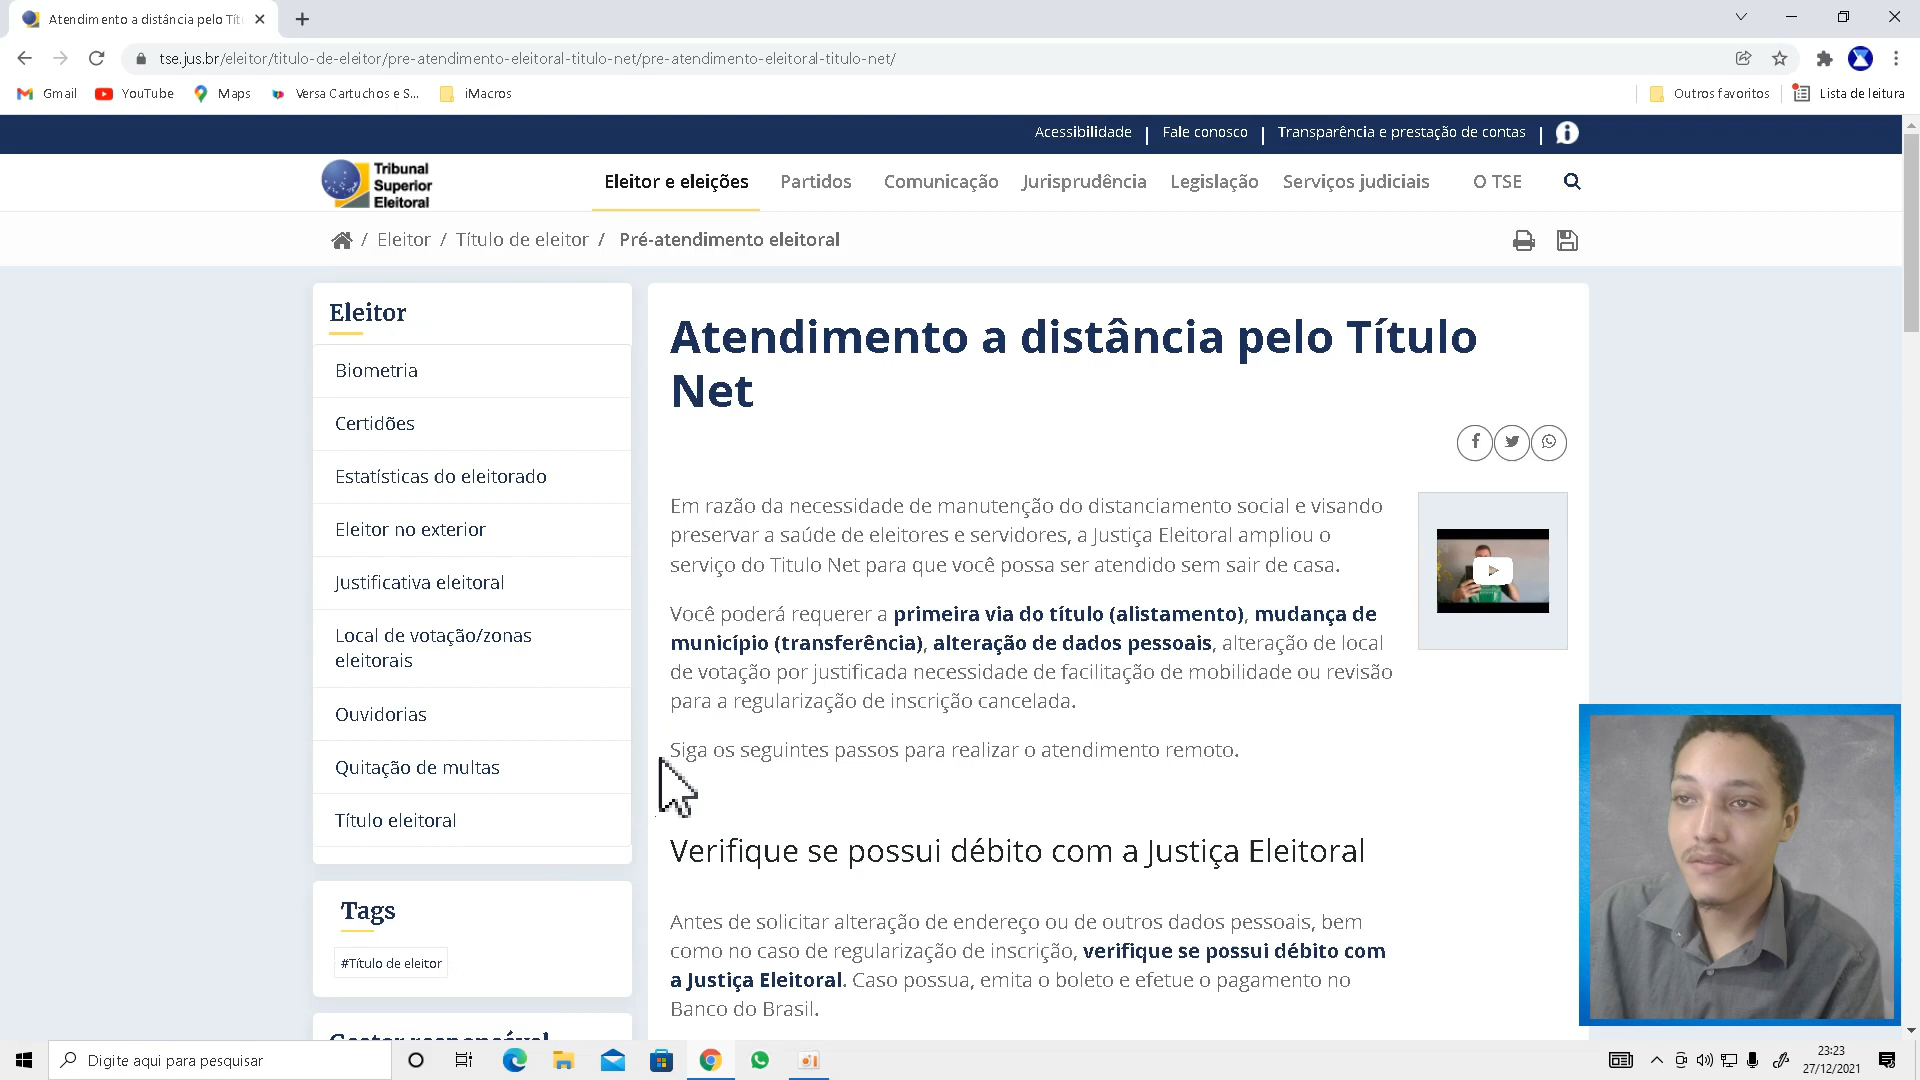 Atendimento a distância pelo Tít
tse.jus.br/eleitor/titulo-de-eleitor/pre-atendimento-eleitoral-titulo-net/pre-atendimento-eleitoral-titulo-net/
Gmail
YouTube
Maps
Versa Cartuchos e S...
iMacros
Outros favoritos
Lista de leitura
Acessibilidade | Fale conosco | Transparência e prestação de contas |
Tribunal
Superior
Eleitoral
Eleitor e eleições
Partidos
Comunicação
Jurisprudência
Legislação
Serviços judiciais
O TSE
/ Eleitor / Título de eleitor / Pré-atendimento eleitoral
Eleitor
Biometria
Certidões
Estatísticas do eleitorado
Eleitor no exterior
Justificativa eleitoral
Local de votação/zonas
eleitorais
Ouvidorias
Quitação de multas
Título eleitoral
Tags
#Título de eleitor
Gestor responsável
Atendimento a distância pelo Título
Net
Em razão da necessidade de manutenção do distanciamento social e visando
preservar a saúde de eleitores e servidores, a Justiça Eleitoral ampliou o
serviço do Titulo Net para que você possa ser atendido sem sair de casa.
Você poderá requerer a primeira via do título (alistamento), mudança de
município (transferência), alteração de dados pessoais, alteração de local
de votação por justificada necessidade de facilitação de mobilidade ou revisão
para a regularização de inscrição cancelada.
Siga os seguintes passos para realizar o atendimento remoto.
Verifique se possui débito com a Justiça Eleitoral
Antes de solicitar alteração de endereço ou de outros dados pessoais, bem
como no caso de regularização de inscrição, verifique se possui débito com
a Justiça Eleitoral. Caso possua, emita o boleto e efetue o pagamento no
Banco do Brasil.
Digite aqui para pesquisar
23:23
27/12/2021